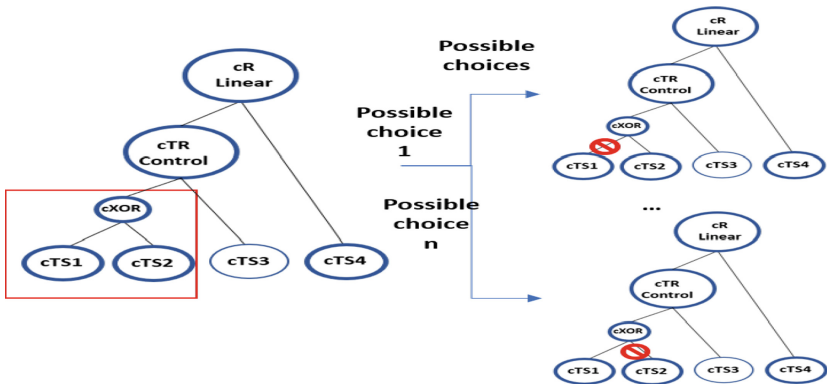 cR
Linear
cTR
Control
cXOR
cTS1
cTS2
cTS3
cTS4
Possible
choices
Possible
choice
1
Possible
choice
n
cR
Linear
cTR
Control
cXOR
cTS1
cTS2
cTS3
cTS4
...
cR
Linear
cTR
Control
cXOR
cTS1
cTS2
cTS3
cTS4